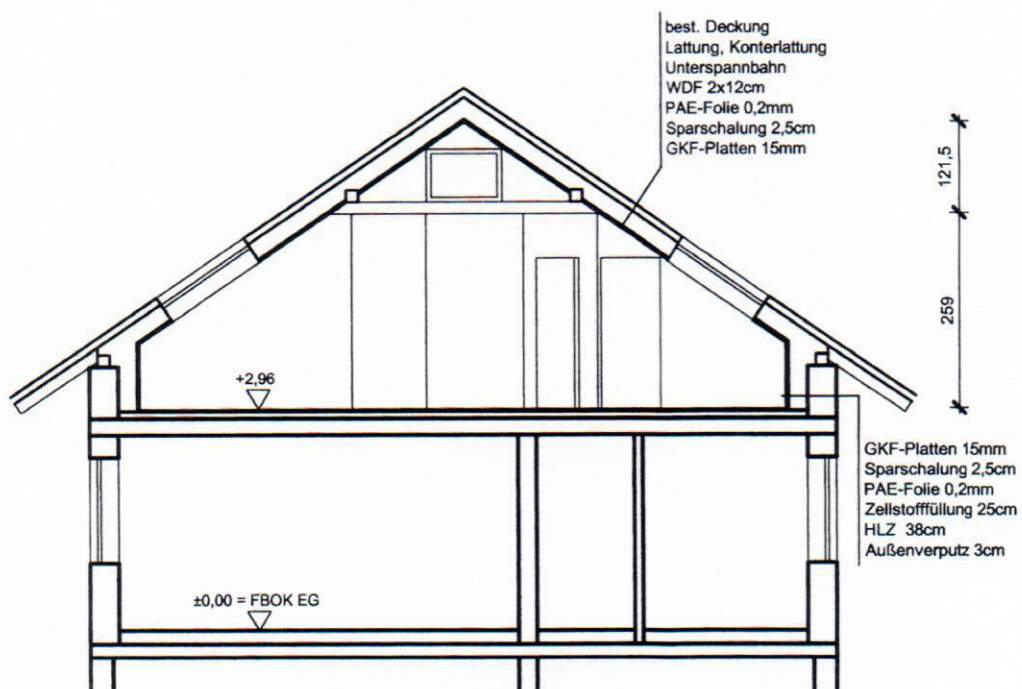 best. Deckung
Lattung, Konterlattung
Unterspannbahn
WDF 2x12cm
PAE-Folie 0,2mm
Sparschalung 2,5cm
GKF-Platten 15mm
121,5
259
+2,96
GKF-Platten 15mm
Sparschalung 2,5cm
PAE-Folie 0,2mm
Zellstofffüllung 25cm
HLZ 38cm
Außenverputz 3cm
±0,00 = FBOK EG